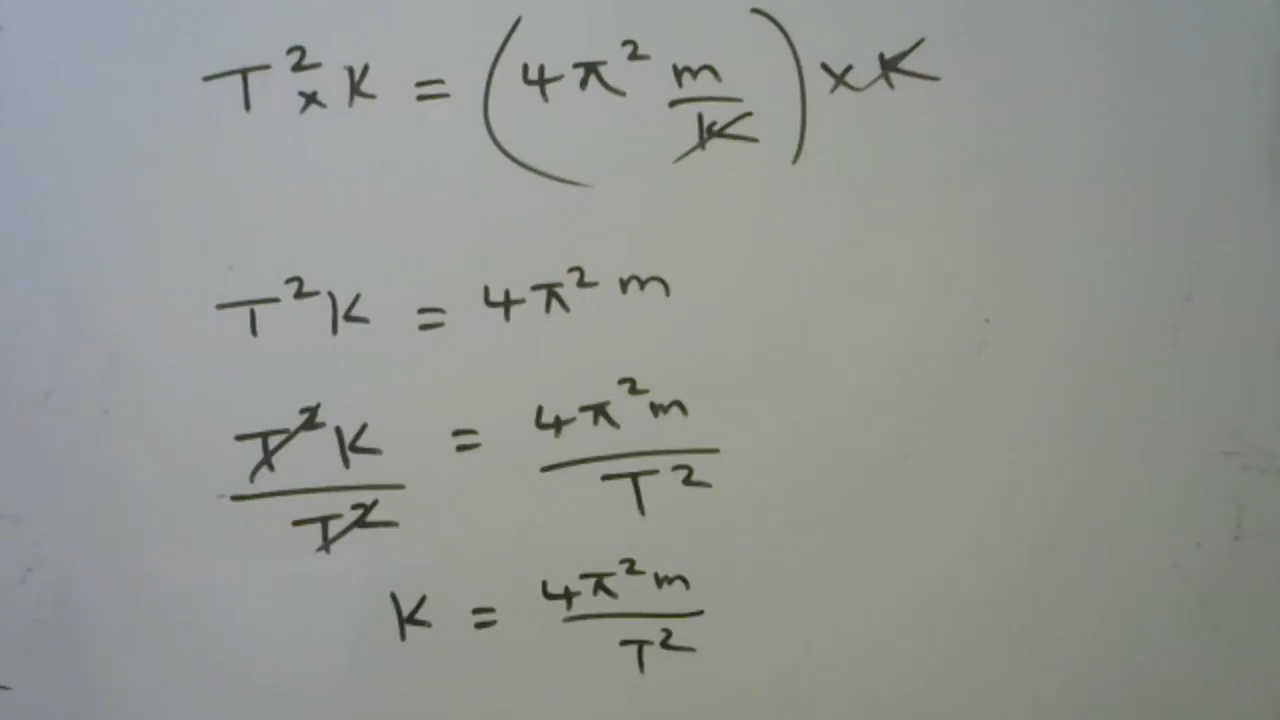 T² × K = (4π² m/K) × K
T²K = 4π² m
T²K/T² = 4π²m/T²
K = 4π²m/T²